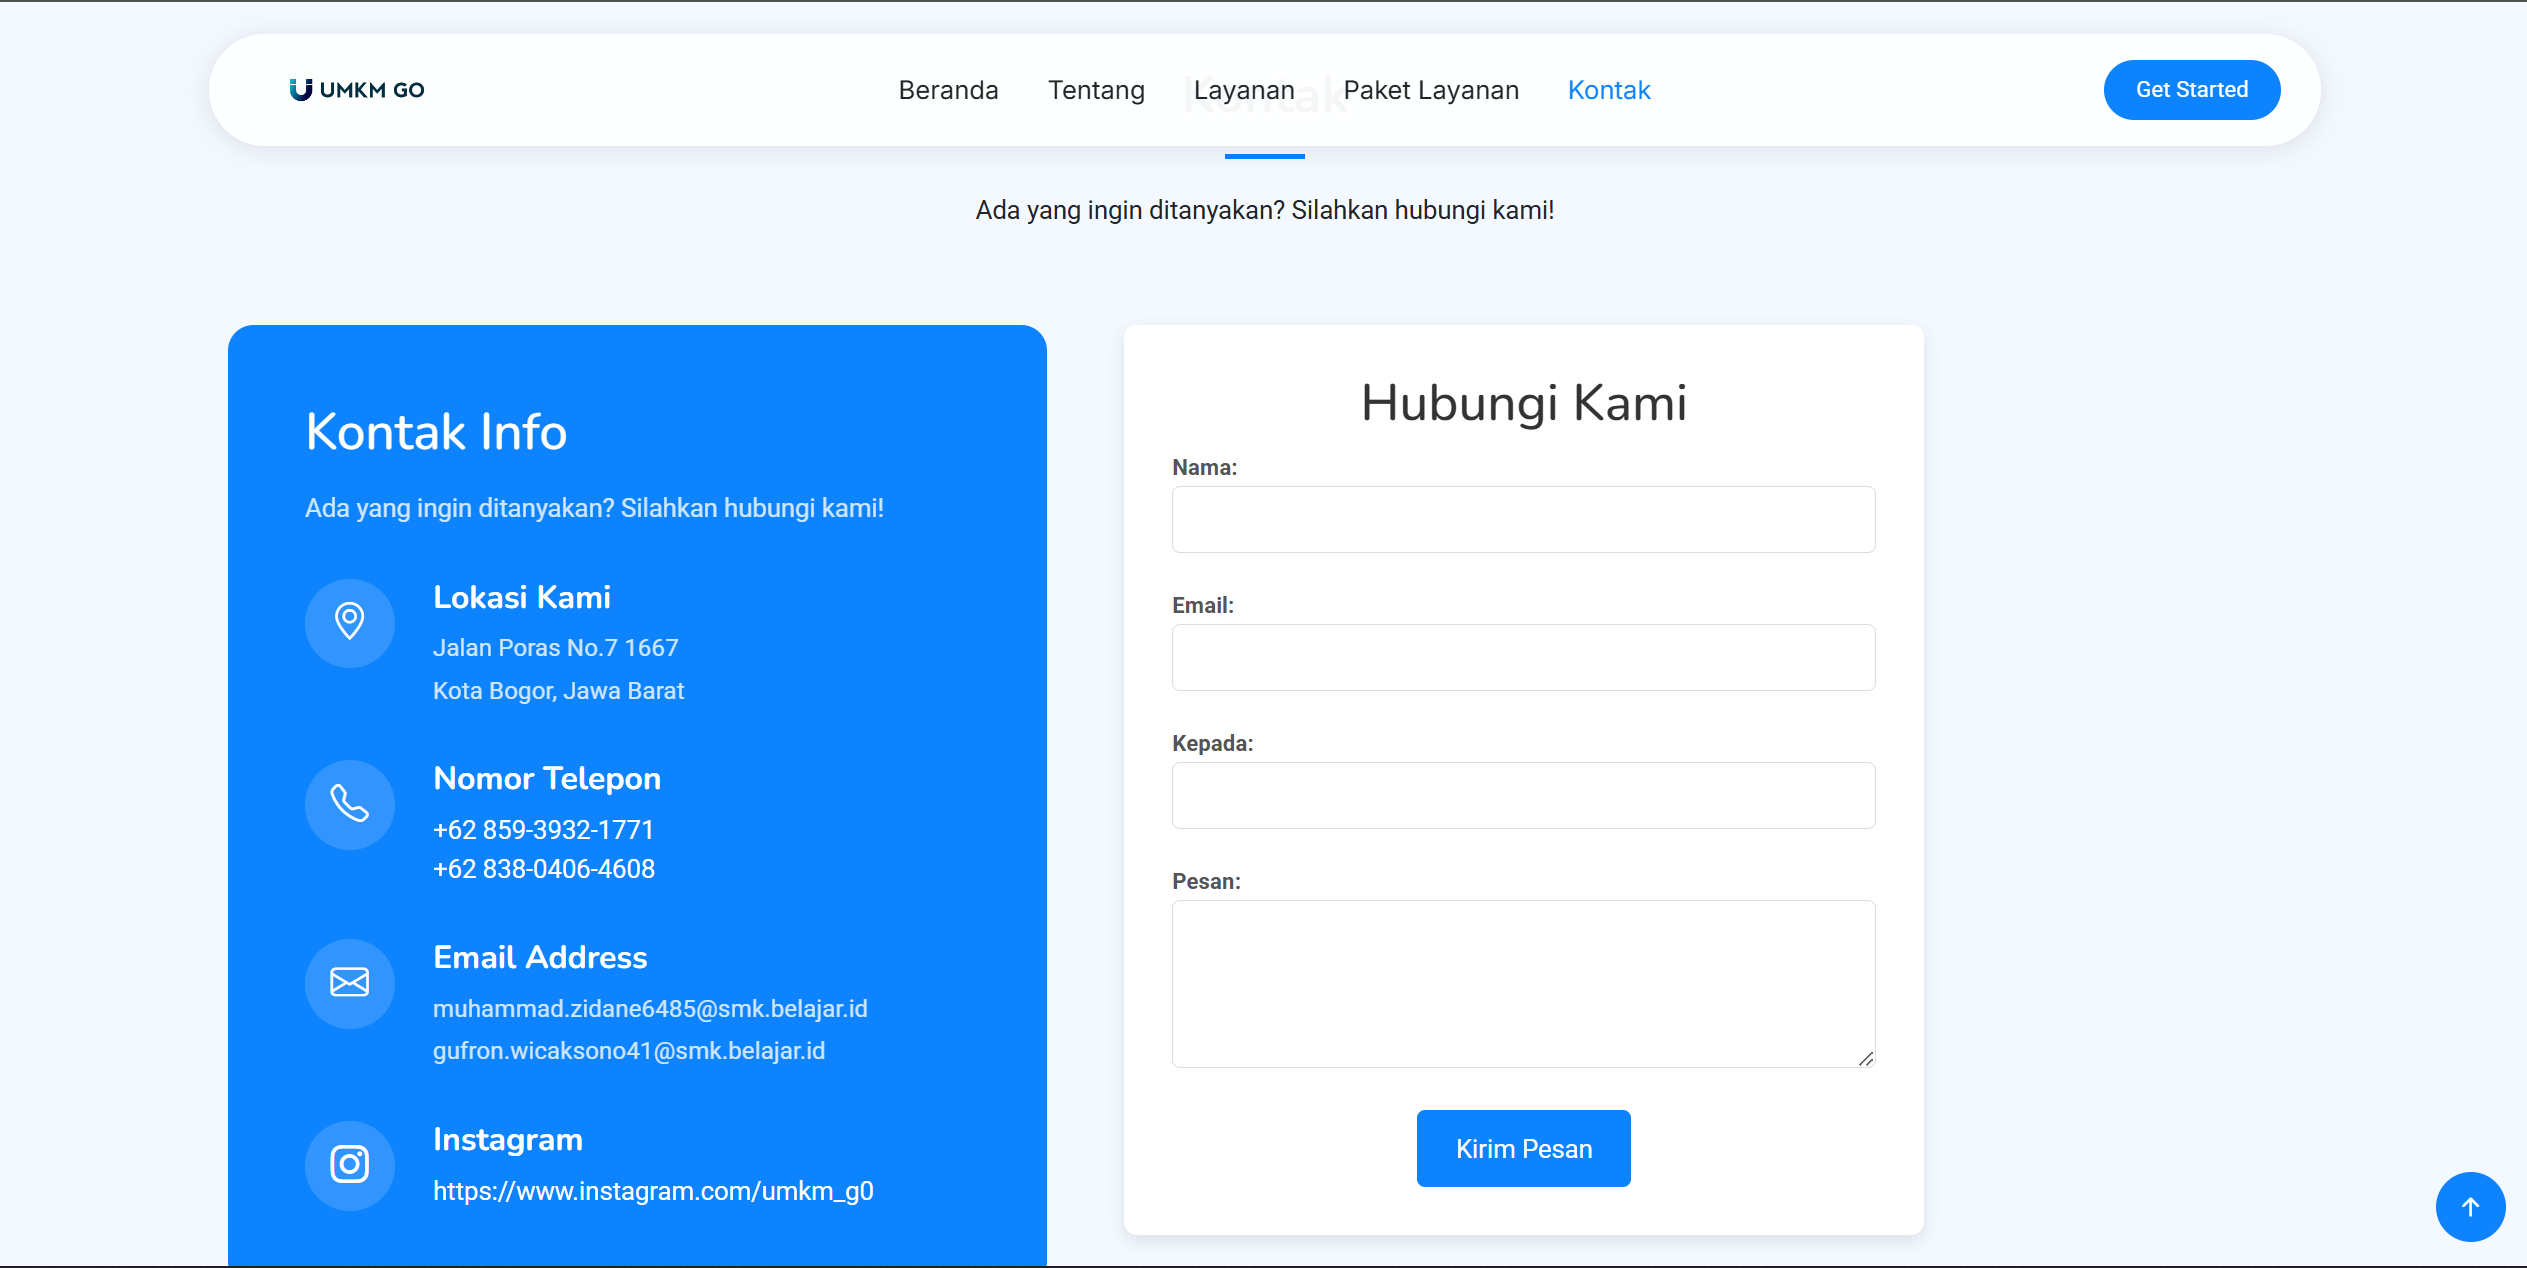 UMKM GO
Beranda Tentang Layanan Paket Layanan Kontak
Get Started
Kontak
Ada yang ingin ditanyakan? Silahkan hubungi kami!
Kontak Info
Ada yang ingin ditanyakan? Silahkan hubungi kami!
Lokasi Kami
Jalan Poras No.7 1667
Kota Bogor, Jawa Barat
Nomor Telepon
+62 859-3932-1771
+62 838-0406-4608
Email Address
muhammad.zidane6485@smk.belajar.id
gufron.wicaksono41@smk.belajar.id
Instagram
https://www.instagram.com/umkm_g0
Hubungi Kami
Nama:
Email:
Kepada:
Pesan:
Kirim Pesan